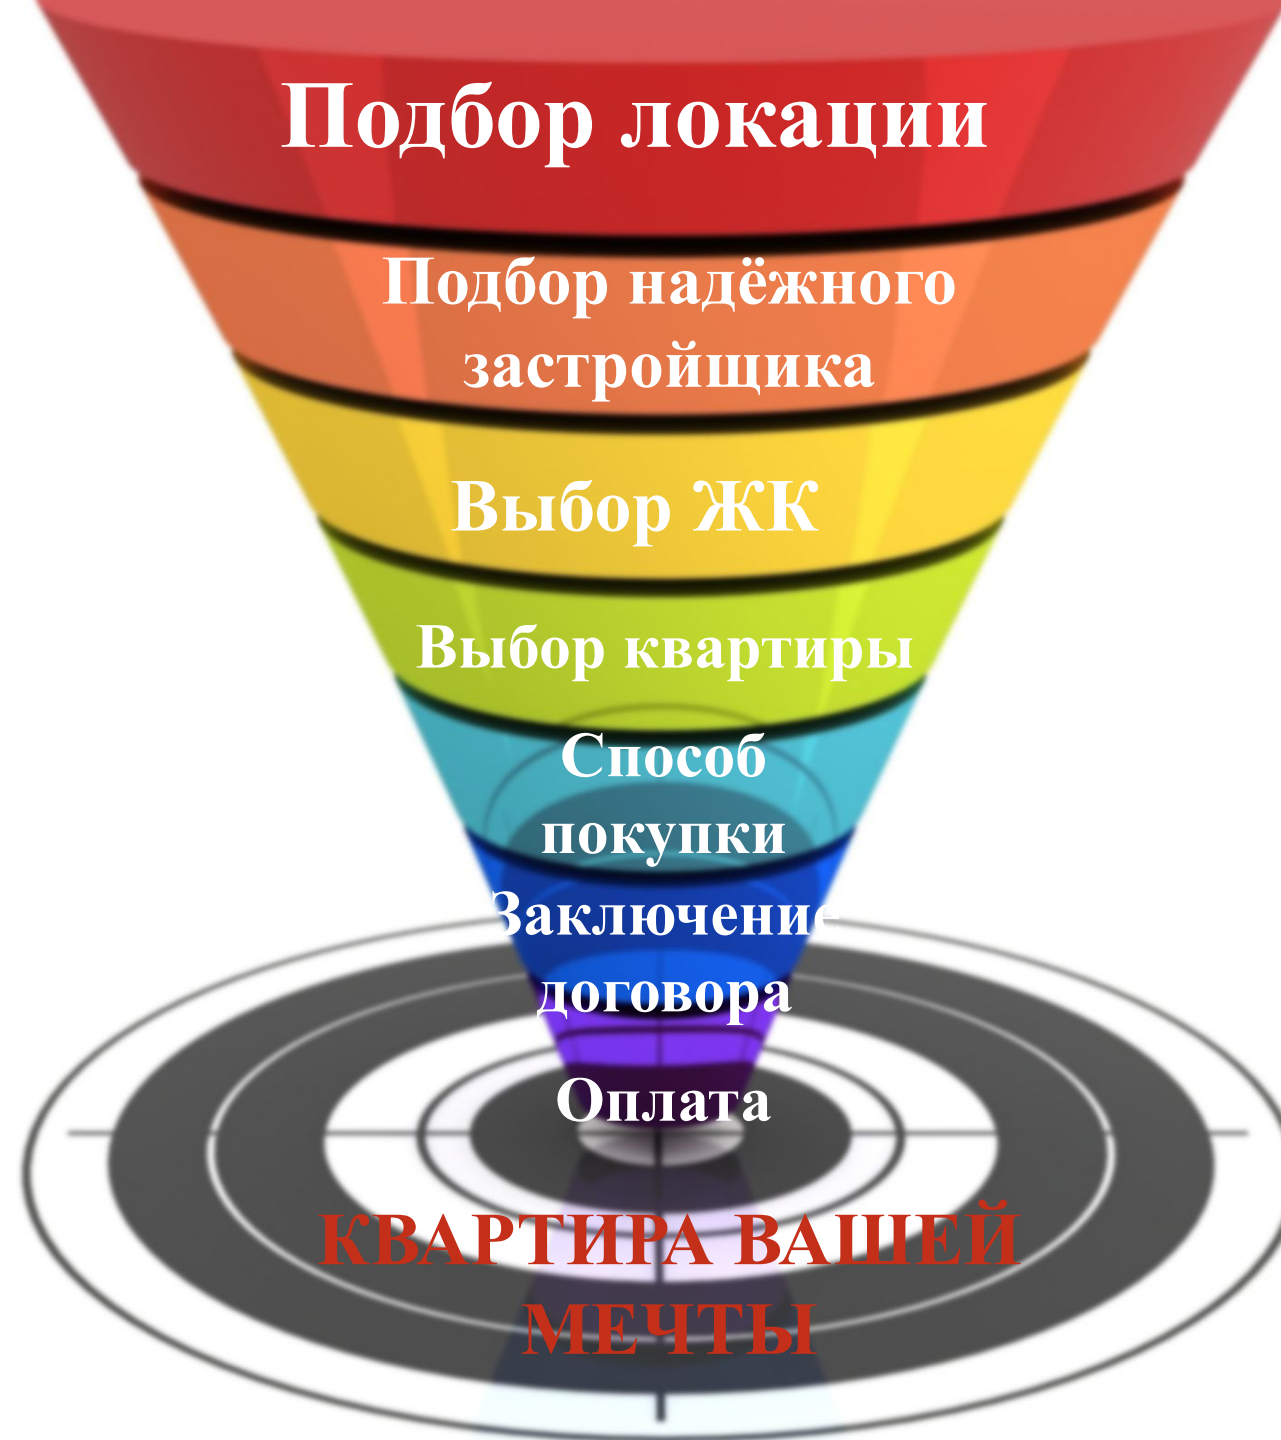 Подбор локации
Подбор надёжного
застройщика
Выбор ЖК
Выбор квартиры
Способ
покупки
Заключение
договора
Оплата
КВАРТИРА ВАШЕЙ
МЕЧТЫ